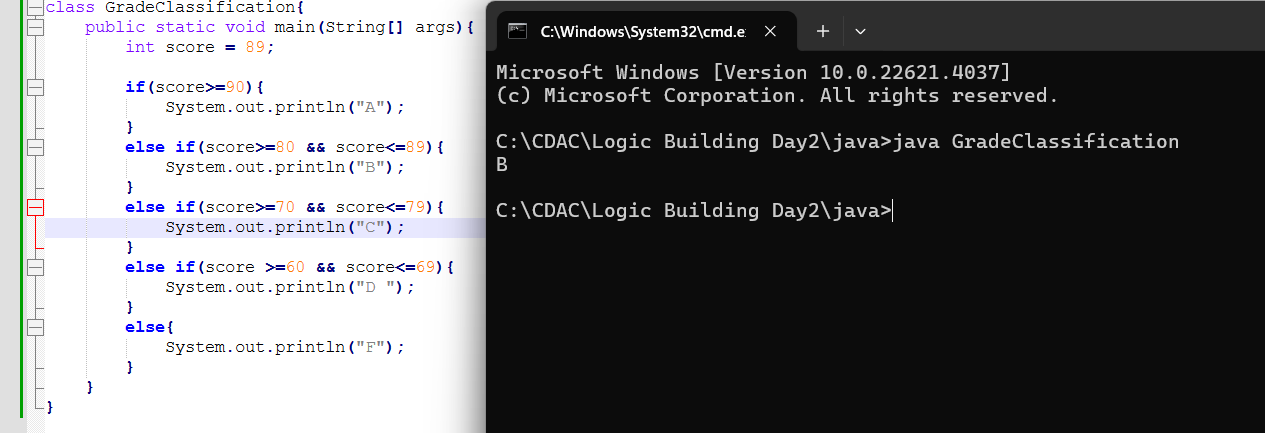 class GradeClassification{
    public static void main(String[] args){
        int score = 89;
        if(score>=90){
            System.out.println("A");
        }
        else if(score>=80 && score<=89){
            System.out.println("B");
        }
        else if(score>=70 && score<=79){
            System.out.println("C");
        }
        else if(score >=60 && score<=69){
            System.out.println("D ");
        }
        else{
            System.out.println("F");
        }
    }
}
C:\Windows\System32\cmd.e
Microsoft Windows [Version 10.0.22621.4037]
(c) Microsoft Corporation. All rights reserved.
C:\CDAC\Logic Building Day2\java>java GradeClassification
B
C:\CDAC\Logic Building Day2\java>